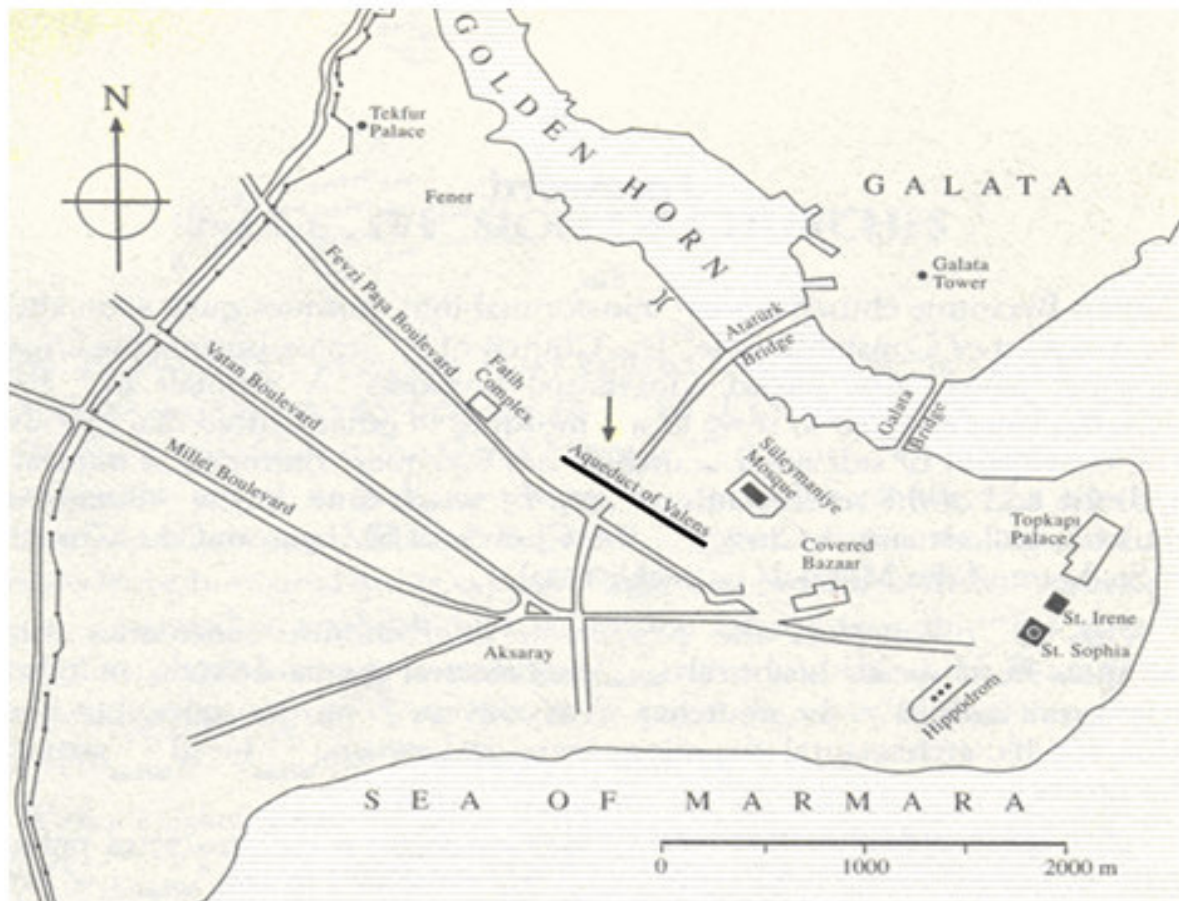 N
GOLDEN HORN
Tekfur
Palace
GALATA
Fener
Galata
Tower
Fevzi Paşa Boulevard
Atatürk
Bridge
Vatan Boulevard
Fatih
Complex
Galata
Bridge
Millet Boulevard
Aqueduct of Valens
Süleymaniye
Mosque
Topkapı
Palace
Covered
Bazaar
St. Irene
St. Sophia
Aksaray
Hippodrom
SEA OF MARMARA
0 1000 2000 m